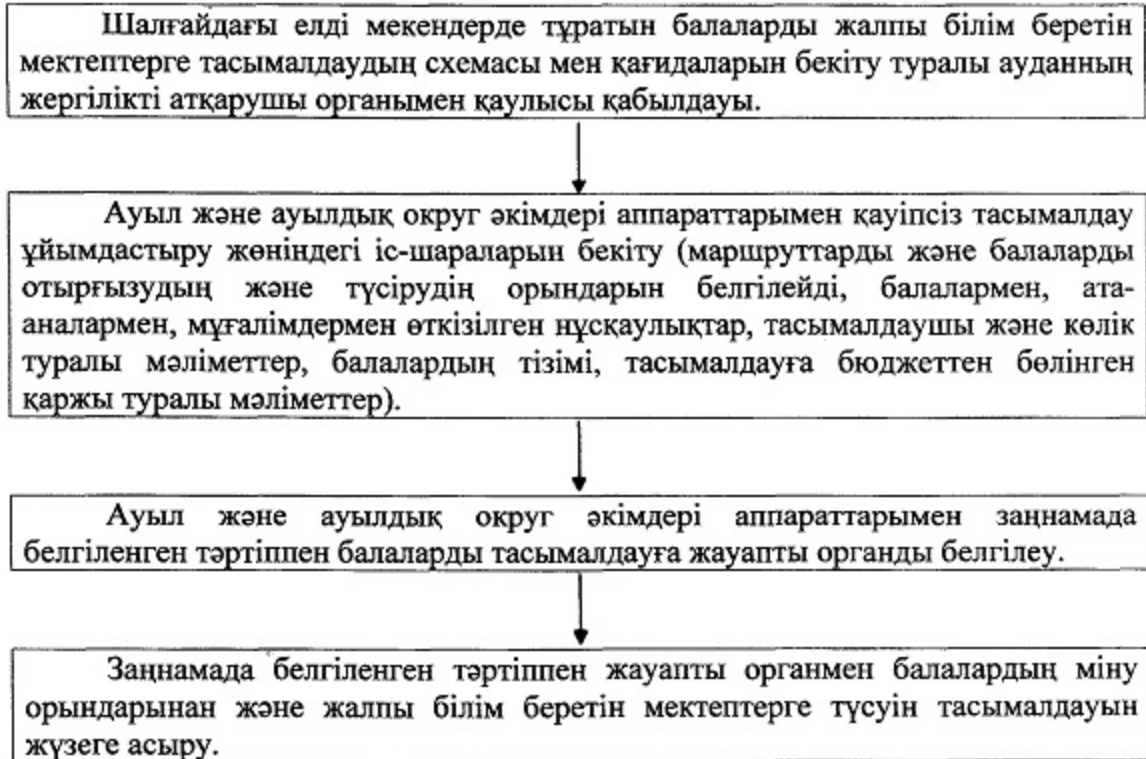 Шалғайдағы елді мекендерде тұратын балаларды жалпы білім беретін
мектептерге тасымалдаудың схемасы мен қағидаларын бекіту туралы ауданның
жергілікті атқарушы органымен қаулысы қабылдауы.
Ауыл және ауылдық округ әкімдері аппараттарымен қауіпсіз тасымалдау
ұйымдастыру жөніндегі іс-шараларын бекіту (маршруттарды және балаларды
отырғызудың және түсірудің орындарын белгілейді, балалармен, ата-
аналармен, мұғалімдермен өткізілген нұсқаулықтар, тасымалдаушы және көлік
туралы мәліметтер, балалардың тізімі, тасымалдауға бюджеттен бөлінген
қаржы туралы мәліметтер).
Ауыл және ауылдық округ әкімдері аппараттарымен заңнамада
белгіленген тәртіппен балаларды тасымалдауға жауапты органды белгілеу.
Заңнамада белгіленген тәртіппен жауапты органмен балалардың міну
орындарынан және жалпы білім беретін мектептерге түсуін тасымалдауын
жүзеге асыру.